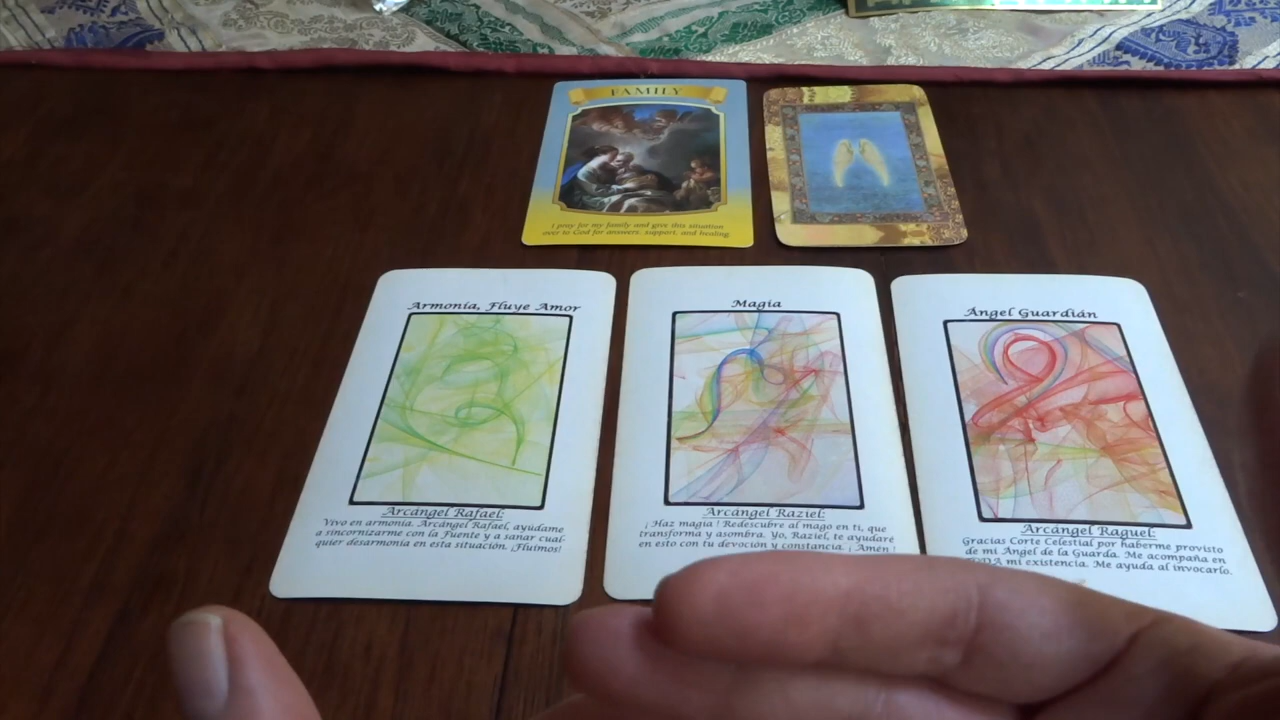 FAMILY
I pray for my family and give this situation
over to God for answers, support, and healing.
Armonía, Fluye Amor
Arcángel Rafael:
Vivo en armonía. Arcángel Rafael, ayúdame
a sincornizarme con la Fuente y a sanar cual-
quier desarmonia en esta situación. ¡Fluimos!
Magia
Arcángel Raziel:
¡ Haz magia ! Redescubre al mago en ti, que
transforma y asombra. Yo, Raziel, te ayudaré
en esto con tu devoción y constancia. ¡ Amén !
Ángel Guardián
Arcángel Raguel:
Gracias Corte Celestial por haberme provisto
de mi Ángel de la Guarda. Me acompaña en
TODA mi existencia. Me ayuda al invocarlo.